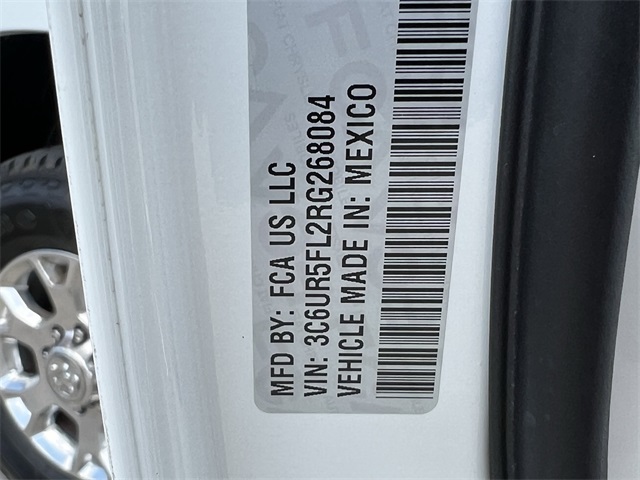 MFD BY: FCA US LLC
VIN: 3C6UR5FL2RG268084
VEHICLE MADE IN: MEXICO